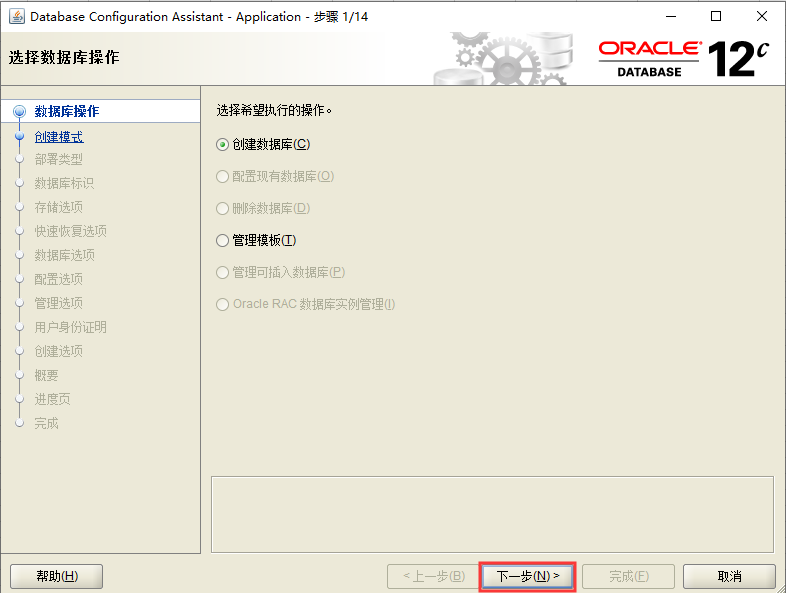 Database Configuration Assistant - Application - 步骤 1/14
选择数据库操作
ORACLE
DATABASE
12c
数据库操作
创建模式
部署类型
数据库标识
存储选项
快速恢复选项
数据库选项
配置选项
管理选项
用户身份证明
创建选项
概要
进度页
完成
选择希望执行的操作。
创建数据库(C)
配置现有数据库(O)
删除数据库(D)
管理模板(T)
管理可插入数据库(P)
Oracle RAC 数据库实例管理(I)
帮助(H)
< 上一步(B)
下一步(N) >
完成(F)
取消